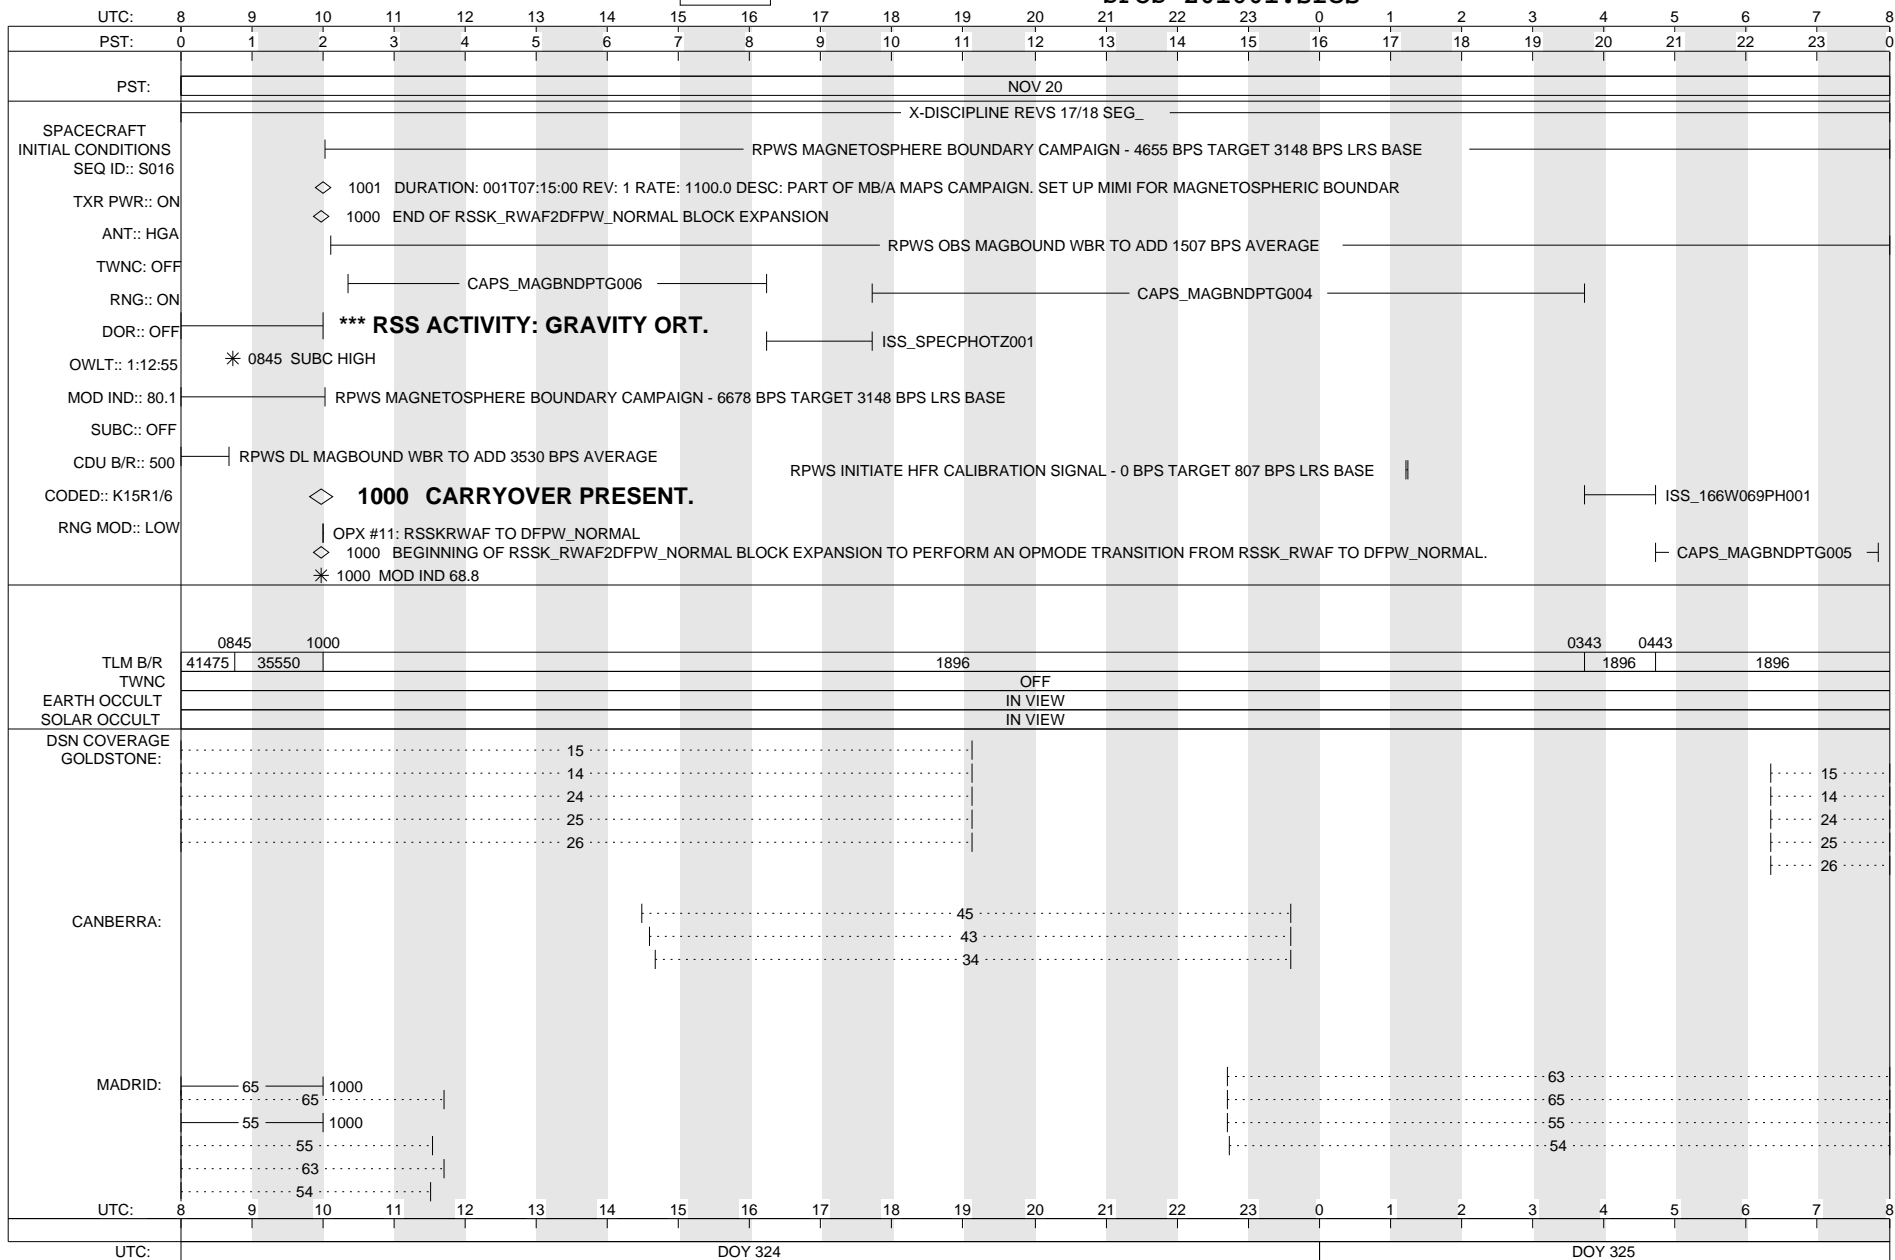 UTC: 8 9 10 11 12 13 14 15 16 17 18 19 20 21 22 23 0 1 2 3 4 5 6 7 8
PST: 0 1 2 3 4 5 6 7 8 9 10 11 12 13 14 15 16 17 18 19 20 21 22 23 0
PST: NOV 20
X-DISCIPLINE REVS 17/18 SEG_
SPACECRAFT
INITIAL CONDITIONS
RPWS MAGNETOSPHERE BOUNDARY CAMPAIGN - 4655 BPS TARGET 3148 BPS LRS BASE
SEQ ID:: S016
1001 DURATION: 001T07:15:00 REV: 1 RATE: 1100.0 DESC: PART OF MB/A MAPS CAMPAIGN. SET UP MIMI FOR MAGNETOSPHERIC BOUNDAR
TXR PWR:: ON
1000 END OF RSSK_RWAF2DFPW_NORMAL BLOCK EXPANSION
ANT:: HGA
RPWS OBS MAGBOUND WBR TO ADD 1507 BPS AVERAGE
TWNC: OFF
CAPS_MAGBNDPTG006
CAPS_MAGBNDPTG004
RNG:: ON
*** RSS ACTIVITY: GRAVITY ORT.
DOR:: OFF
ISS_SPECPHOTZ001
0845 SUBC HIGH
OWLT:: 1:12:55
MOD IND:: 80.1
RPWS MAGNETOSPHERE BOUNDARY CAMPAIGN - 6678 BPS TARGET 3148 BPS LRS BASE
SUBC:: OFF
RPWS DL MAGBOUND WBR TO ADD 3530 BPS AVERAGE
CDU B/R:: 500
RPWS INITIATE HFR CALIBRATION SIGNAL - 0 BPS TARGET 807 BPS LRS BASE
CODED:: K15R1/6
1000 CARRYOVER PRESENT.
ISS_166W069PH001
RNG MOD:: LOW
OPX #11: RSSKRWAF TO DFPW_NORMAL
1000 BEGINNING OF RSSK_RWAF2DFPW_NORMAL BLOCK EXPANSION TO PERFORM AN OPMODE TRANSITION FROM RSSK_RWAF TO DFPW_NORMAL.
CAPS_MAGBNDPTG005
1000 MOD IND 68.8
0845 1000 0343 0443
TLM B/R 41475 35550 1896 1896 1896
TWNC OFF
EARTH OCCULT IN VIEW
SOLAR OCCULT IN VIEW
DSN COVERAGE
GOLDSTONE:
15
14 15
24 14
25 24
26 25
26
CANBERRA:
45
43
34
MADRID:
63
65 1000
65 65
55 1000 55
55 54
63
54
UTC: 8 9 10 11 12 13 14 15 16 17 18 19 20 21 22 23 0 1 2 3 4 5 6 7 8
UTC: DOY 324 DOY 325